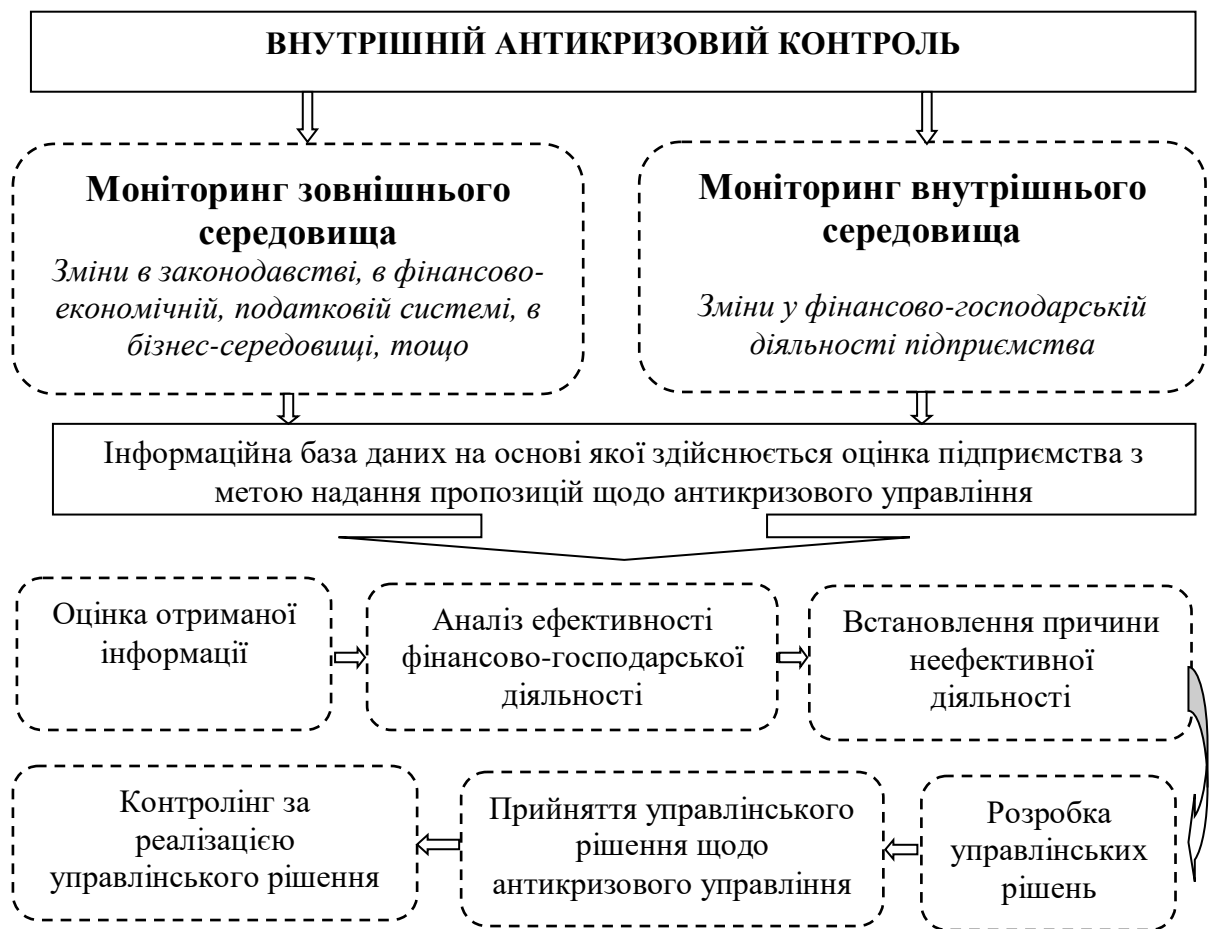 ВНУТРІШНІЙ АНТИКРИЗОВИЙ КОНТРОЛЬ
Моніторинг зовнішнього
середовища
Зміни в законодавстві, в фінансово-
економічній, податковій системі, в
бізнес-середовищі, тощо
Моніторинг внутрішнього
середовища
Зміни у фінансово-господарській
діяльності підприємства
Інформаційна база даних на основі якої здійснюється оцінка підприємства з
метою надання пропозицій щодо антикризового управління
Оцінка отриманої
інформації
Аналіз ефективності
фінансово-господарської
діяльності
Встановлення причини
неефективної
діяльності
Розробка
управлінських
рішень
Прийняття управлінського
рішення щодо
антикризового управління
Контролінг за
реалізацією
управлінського рішення